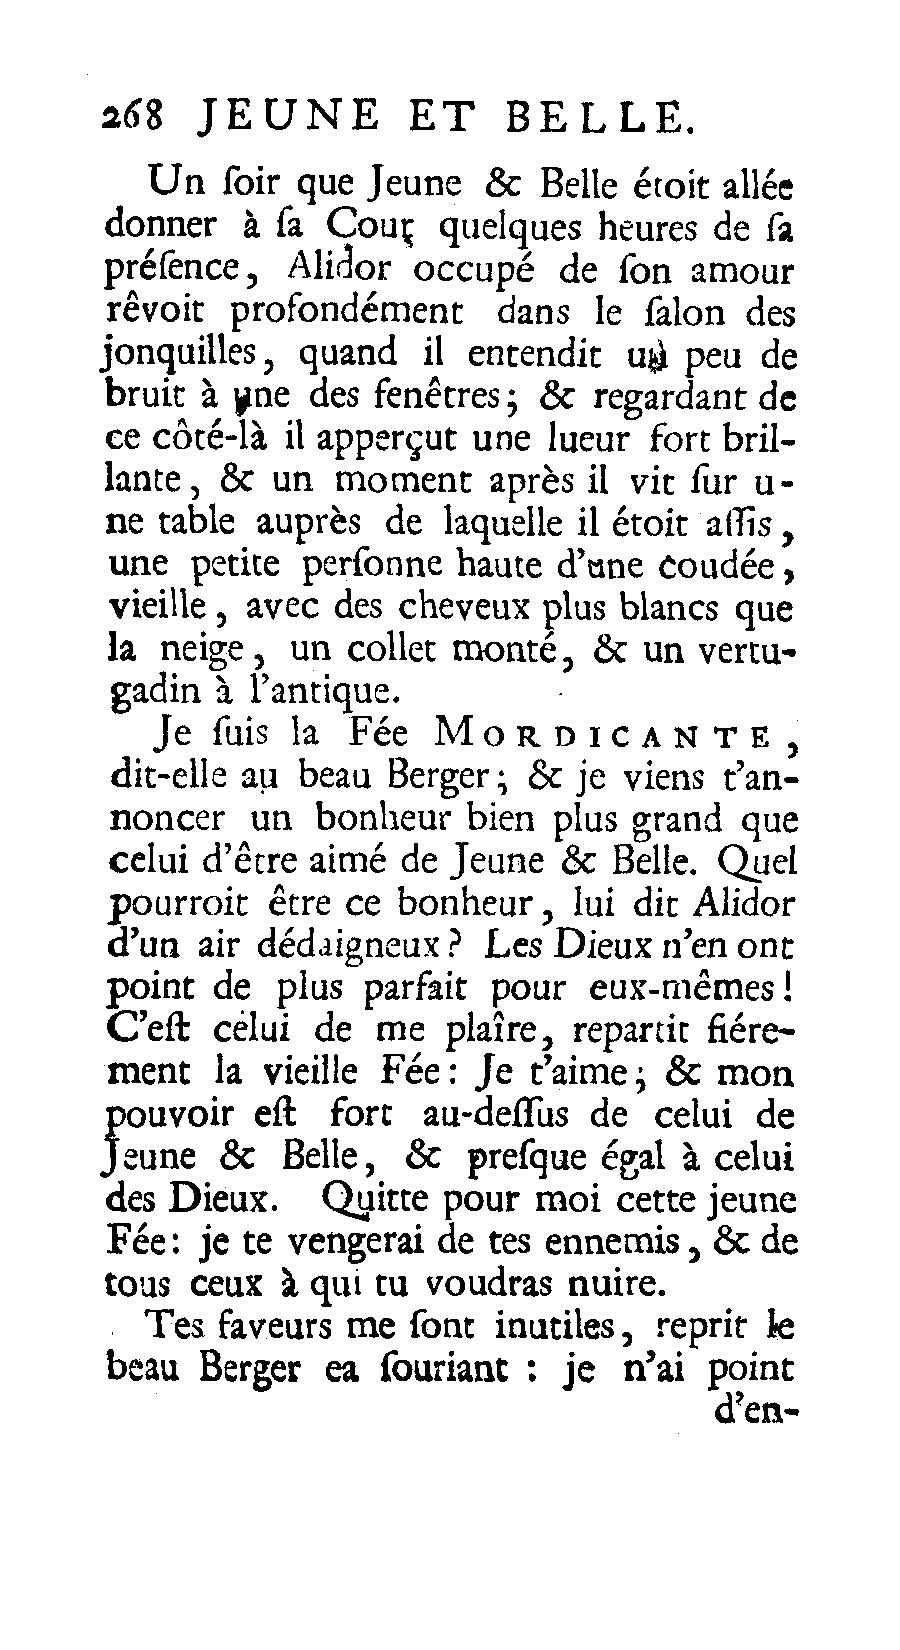 268 JEUNE ET BELLE.
Un ſoir que Jeune & Belle étoit allée
donner à ſa Cour quelques heures de ſa
préſence, Alidor occupé de ſon amour
rêvoit profondément dans le ſalon des
jonquilles, quand il entendit un peu de
bruit à une des fenêtres; & regardant de
ce côté-là il apperçut une lueur fort bril-
lante, & un moment après il vit ſur u-
ne table auprès de laquelle il étoit aſſis,
une petite perſonne haute d'une coudée,
vieille, avec des cheveux plus blancs que
la neige, un collet monté, & un vertu-
gadin à l'antique.
Je ſuis la Fée MORDICANTE,
dit-elle au beau Berger; & je viens t'an-
noncer un bonheur bien plus grand que
celui d'être aimé de Jeune & Belle. Quel
pourroit être ce bonheur, lui dit Alidor
d'un air dédaigneux? Les Dieux n'en ont
point de plus parfait pour eux-mêmes!
C'eſt celui de me plaîre, repartit fiére-
ment la vieille Fée: Je t'aime; & mon
pouvoir eſt fort au-deſſus de celui de
Jeune & Belle, & preſque égal à celui
des Dieux. Quitte pour moi cette jeune
Fée: je te vengerai de tes ennemis, & de
tous ceux à qui tu voudras nuire.
Tes faveurs me ſont inutiles, reprit le
beau Berger en ſouriant : je n'ai point
d'en-